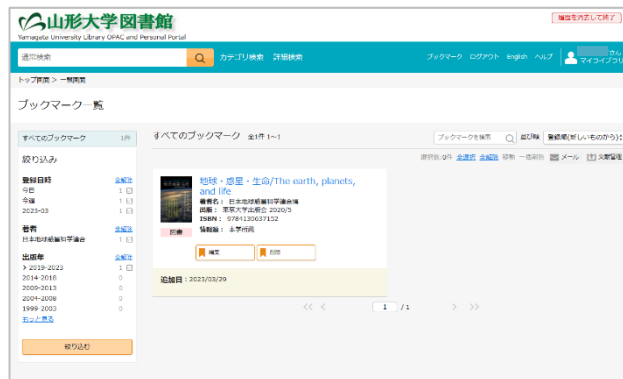 山形大学図書館
Yamagata University Library OPAC and Personal Portal
履歴を消去して終了
通常検索
Q カテゴリ検索 詳細検索
ブックマーク ログアウト English ヘルプ
さん
マイライブラリ
トップ画面 > 一覧画面
ブックマーク一覧
すべてのブックマーク 1件
絞り込み
登録日時 全解除
今日 1
今週 1
2023-03 1
著者 全解除
日本地球惑星科学連合 1
出版年 全解除
> 2019-2023 1
2014-2018 0
2009-2013 0
2004-2008 0
1999-2003 0
もっと見る
絞り込む
すべてのブックマーク 全1件 1~1
ブックマークを検索
並び順 登録順(新しいものから)
選択数:0件 全選択 全解除 移動 一括削除 メール 文献管理
地球・惑星・生命/The earth, planets,
and life
著者名: 日本地球惑星科学連合編
出版: 東京大学出版会 2020/5
ISBN: 9784130637152
図書
情報源: 本学所蔵
編集 削除
追加日:2023/03/29
<< < 1 /1 > >>